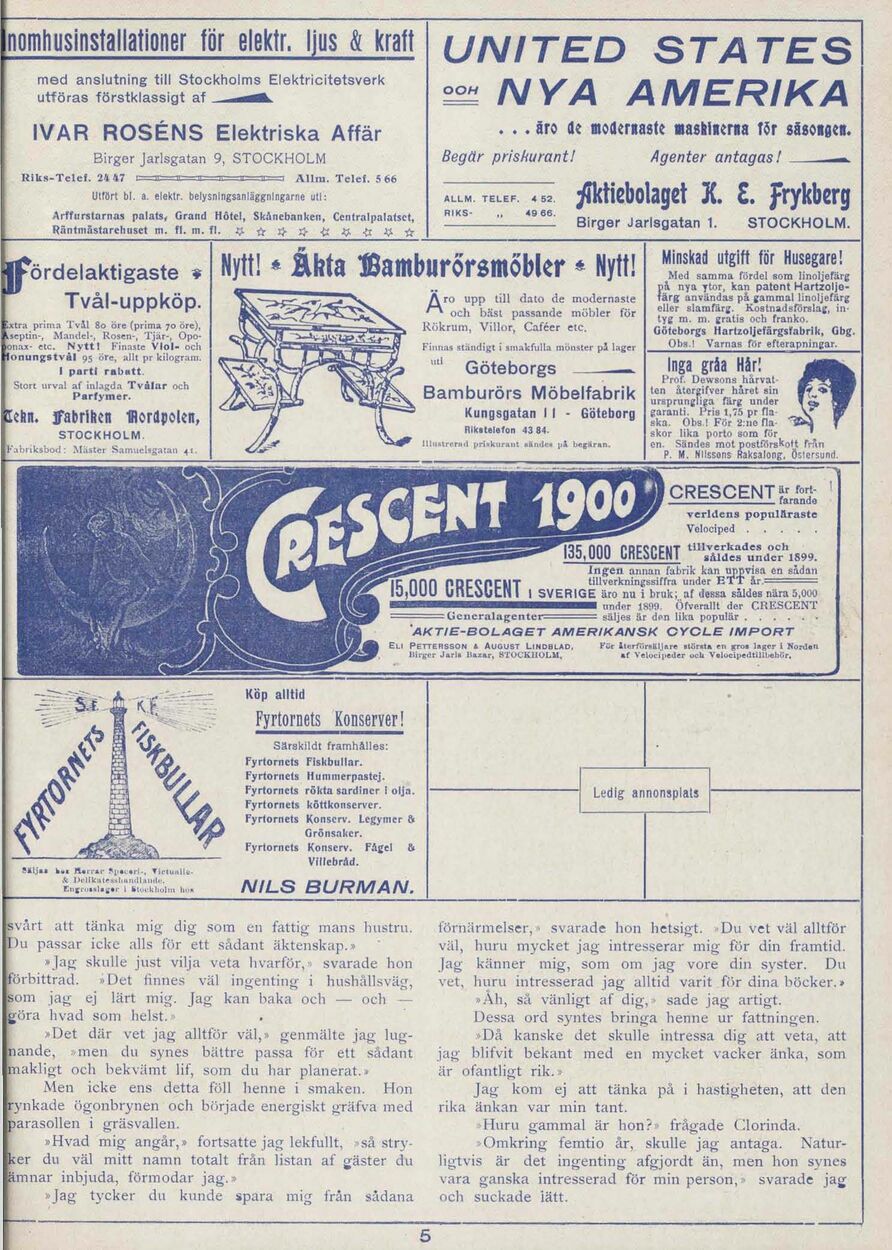 Inomhusinstallationer för elektr. ljus & kraft
med anslutning till Stockholms Elektricitetsverk
utföras förstklassigt af
IVAR ROSÉNS Elektriska Affär
Birger Jarlsgatan 9, STOCKHOLM
Riks-Telef. 24 47 Allm. Telef. 5 66
Utfört bl. a. elektr. belysningsanläggningarne uti:
Arffurstarnas palats, Grand Hôtel, Skånebanken, Centralpalatset,
Räntmästarehuset m. fl. m. fl.
UNITED STATES
OCH NYA AMERIKA
. . . äro de modernaste maskinerna för säsongen.
Begär priskurant! Agenter antagas!
ALLM. TELEF. 4 52.
RIKS- „ 49 66.
Aktiebolaget K. E. Frykberg
Birger Jarlsgatan 1. STOCKHOLM.
Fördelaktigaste
Tvål-uppköp.
Extra prima Tvål 80 öre (prima 70 öre),
Aseptin-, Mandel-, Rosen-, Tjär-, Opo-
ponax- etc. Nytt! Finaste Viol- och
Honungstvål 95 öre, allt pr kilogram.
I parti rabatt.
Stort urval af inlagda Tvålar och
Parfymer.
Tekn. Fabriken Nordpolen,
STOCKHOLM.
Fabriksbod: Mäster Samuelsgatan 41.
Nytt! * Äkta Bamburörsmöbler * Nytt!
Äro upp till dato de modernaste
och bäst passande möbler för
Rökrum, Villor, Caféer etc.
Finnas ständigt i smakfulla mönster på lager
uti
Göteborgs
Bamburörs Möbelfabrik
Kungsgatan 11 - Göteborg
Rikstelefon 43 84.
Illustrerad priskurant sändes på begäran.
Minskad utgift för Husegare!
Med samma fördel som linoljefärg
på nya ytor, kan patent Hartzolje-
färg användas på gammal linoljefärg
eller slamfärg. Kostnadsförslag, in-
tyg m. m. gratis och franko.
Göteborgs Hartzoljefärgsfabrik, Gbg.
Obs.! Varnas för efterapningar.
Inga gråa Hår!
Prof. Dewsons hårvat-
ten återgifver håret sin
ursprungliga färg under
garanti. Pris 1,75 pr fla-
ska. Obs.! För 2:ne fla-
skor lika porto som för
en. Sändes mot postförskott från
P. M. Nilssons Raksalong, Östersund.
CRESCENT 1900
CRESCENT är fort-
farande
verldens populäraste
Velociped . . . . .
135,000 CRESCENT tillverkades och
såldes under 1899.
Ingen annan fabrik kan uppvisa en sådan
tillverkningssiffra under ETT år.
15,000 CRESCENT I SVERIGE äro nu i bruk; af dessa såldes nära 5,000
under 1899. Öfverallt der CRESCENT
säljes är den lika populär . . . . . .
Generalagenter
AKTIE-BOLAGET AMERIKANSK CYCLE IMPORT
ELI PETTERSSON & AUGUST LINDBLAD,
Birger Jarls Bazar, STOCKHOLM,
För återförsäljare största en gros lager i Norden
af Velocipeder och Velocipedtillbehör,
S.F. K.F.
FYRTORNETS FISKBULLAR
Säljas hos Herrar Speceri-, Victualie-
& Delikatesshandlande.
Engroslager i Stockholm hos
Köp alltid
Fyrtornets Konserver!
Särskildt framhålles:
Fyrtornets Fiskbullar.
Fyrtornets Hummerpastej.
Fyrtornets rökta sardiner i olja.
Fyrtornets köttkonserver.
Fyrtornets Konserv. Legymer &
Grönsaker.
Fyrtornets Konserv. Fågel &
Villebråd.
NILS BURMAN.
Ledig annonsplats
svårt att tänka mig dig som en fattig mans hustru.
Du passar icke alls för ett sådant äktenskap.»
»Jag skulle just vilja veta hvarför,» svarade hon
förbittrad. »Det finnes väl ingenting i hushållsväg,
som jag ej lärt mig. Jag kan baka och — och —
göra hvad som helst.»
»Det där vet jag alltför väl,» genmälte jag lug-
nande, »men du synes bättre passa för ett sådant
makligt och bekvämt lif, som du har planerat.»
Men icke ens detta föll henne i smaken. Hon
rynkade ögonbrynen och började energiskt gräfva med
parasollen i gräsvallen.
»Hvad mig angår,» fortsatte jag lekfullt, »så stry-
ker du väl mitt namn totalt från listan af gäster du
ämnar inbjuda, förmodar jag.»
»Jag tycker du kunde spara mig från sådana
förnärmelser,» svarade hon hetsigt. »Du vet väl alltför
väl, huru mycket jag intresserar mig för din framtid.
Jag känner mig, som om jag vore din syster. Du
vet, huru intresserad jag alltid varit för dina böcker.»
»Åh, så vänligt af dig,» sade jag artigt.
Dessa ord syntes bringa henne ur fattningen.
»Då kanske det skulle intressa dig att veta, att
jag blifvit bekant med en mycket vacker änka, som
är ofantligt rik.»
Jag kom ej att tänka på i hastigheten, att den
rika änkan var min tant.
»Huru gammal är hon?» frågade Clorinda.
»Omkring femtio år, skulle jag antaga. Natur-
ligtvis är det ingenting afgjordt än, men hon synes
vara ganska intresserad för min person,» svarade jag
och suckade lätt.
5